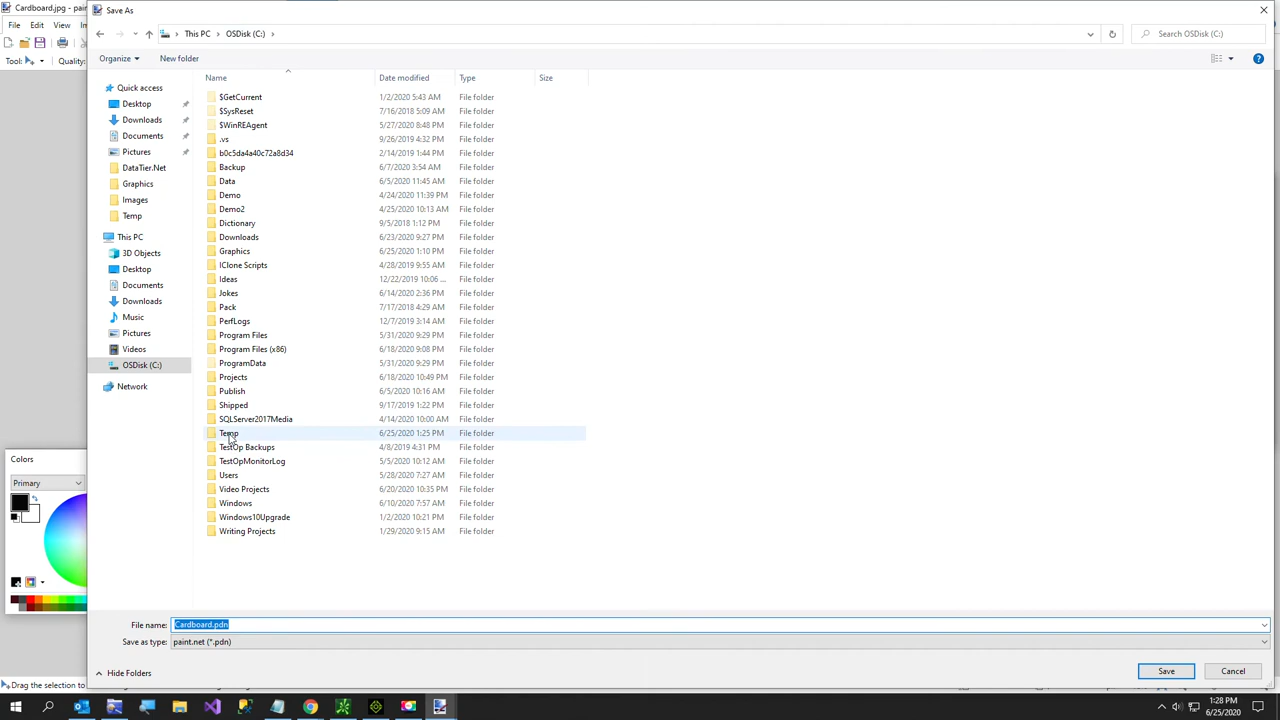 Cardboard.jpg - pain
Save As
File Edit View Im
This PC OSDisk (C:)
Search OSDisk (C:)
Organize New folder
Tool: Quality:
Name Date modified Type Size
Quick access
Desktop
Downloads
Documents
Pictures
DataTier.Net
Graphics
Images
Temp
This PC
3D Objects
Desktop
Documents
Downloads
Music
Pictures
Videos
OSDisk (C:)
Network
$GetCurrent 1/2/2020 5:43 AM File folder
$SysReset 7/16/2018 5:09 AM File folder
$WinREAgent 5/27/2020 8:48 PM File folder
.vs 9/26/2019 4:32 PM File folder
b0c5da4a40c72a8d34 2/14/2019 1:44 PM File folder
Backup 6/7/2020 3:54 AM File folder
Data 6/5/2020 11:45 AM File folder
Demo 4/24/2020 11:39 PM File folder
Demo2 4/25/2020 10:13 AM File folder
Dictionary 9/5/2018 1:12 PM File folder
Downloads 6/23/2020 9:27 PM File folder
Graphics 6/25/2020 1:10 PM File folder
IClone Scripts 4/28/2019 9:55 AM File folder
Ideas 12/22/2019 10:06 ... File folder
Jokes 6/14/2020 2:36 PM File folder
Pack 7/17/2018 4:29 AM File folder
PerfLogs 12/7/2019 3:14 AM File folder
Program Files 5/31/2020 9:29 PM File folder
Program Files (x86) 6/18/2020 9:08 PM File folder
ProgramData 5/31/2020 9:29 PM File folder
Projects 6/18/2020 10:49 PM File folder
Publish 6/5/2020 10:16 AM File folder
Shipped 9/17/2019 1:22 PM File folder
SQLServer2017Media 4/14/2020 10:00 AM File folder
Temp 6/25/2020 1:25 PM File folder
TestOp Backups 4/8/2019 4:31 PM File folder
TestOpMonitorLog 5/5/2020 10:12 AM File folder
Users 5/28/2020 7:27 AM File folder
Video Projects 6/20/2020 10:35 PM File folder
Windows 6/10/2020 7:57 AM File folder
Windows10Upgrade 1/2/2020 10:21 PM File folder
Writing Projects 1/29/2020 9:15 AM File folder
Colors
Primary
File name: Cardboard.pdn
Save as type: paint.net (*.pdn)
Hide Folders
Save Cancel
Drag the selection to
1:28 PM
6/25/2020